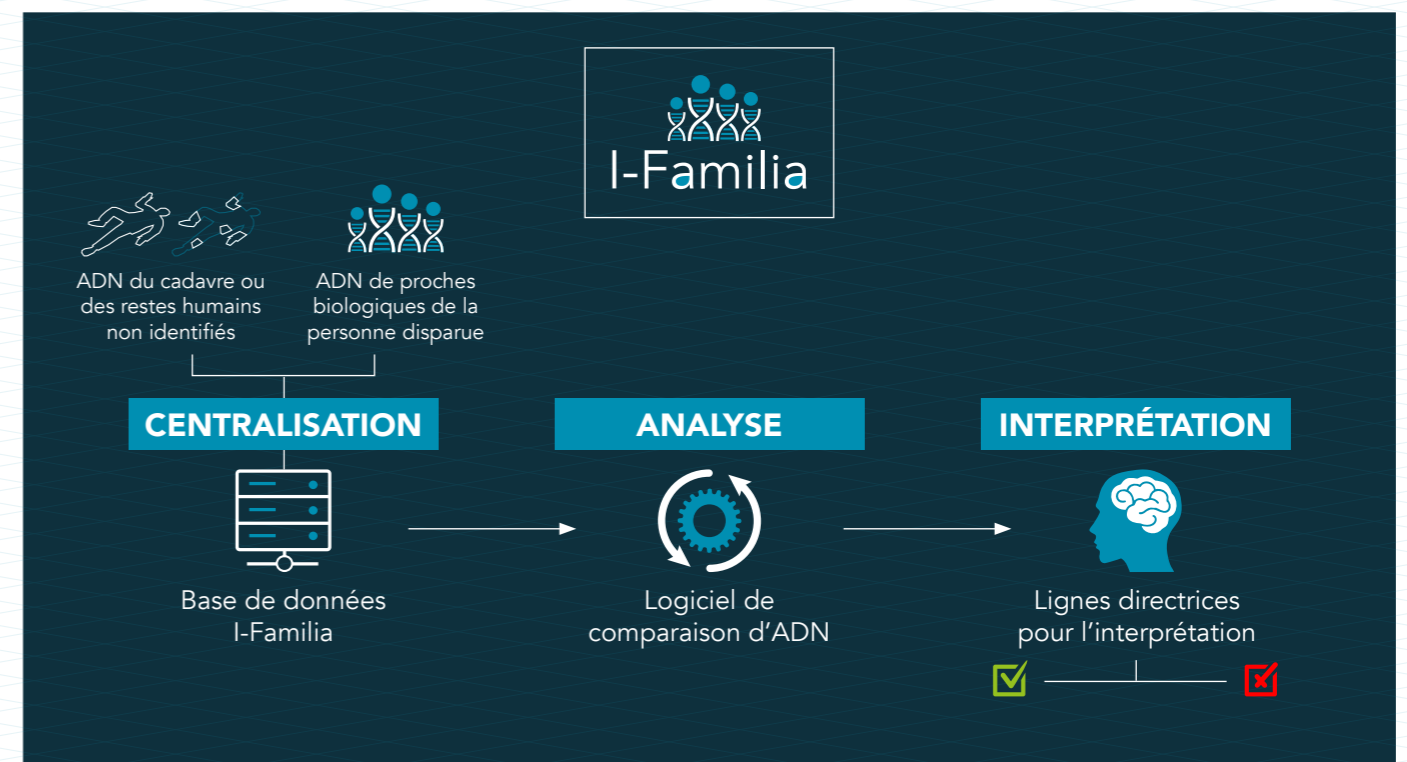 I-Familia
ADN du cadavre ou
des restes humains
non identifiés
ADN de proches
biologiques de la
personne disparue
CENTRALISATION
ANALYSE
INTERPRÉTATION
Base de données
I-Familia
Logiciel de
comparaison d’ADN
Lignes directrices
pour l’interprétation